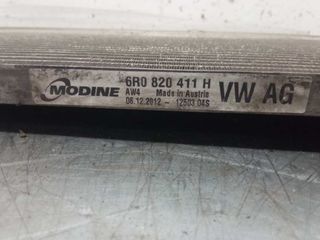 MODINE
6R0 820 411 H
AW4 Made in Austria
06.12.2012 - 12503 04S
VW AG